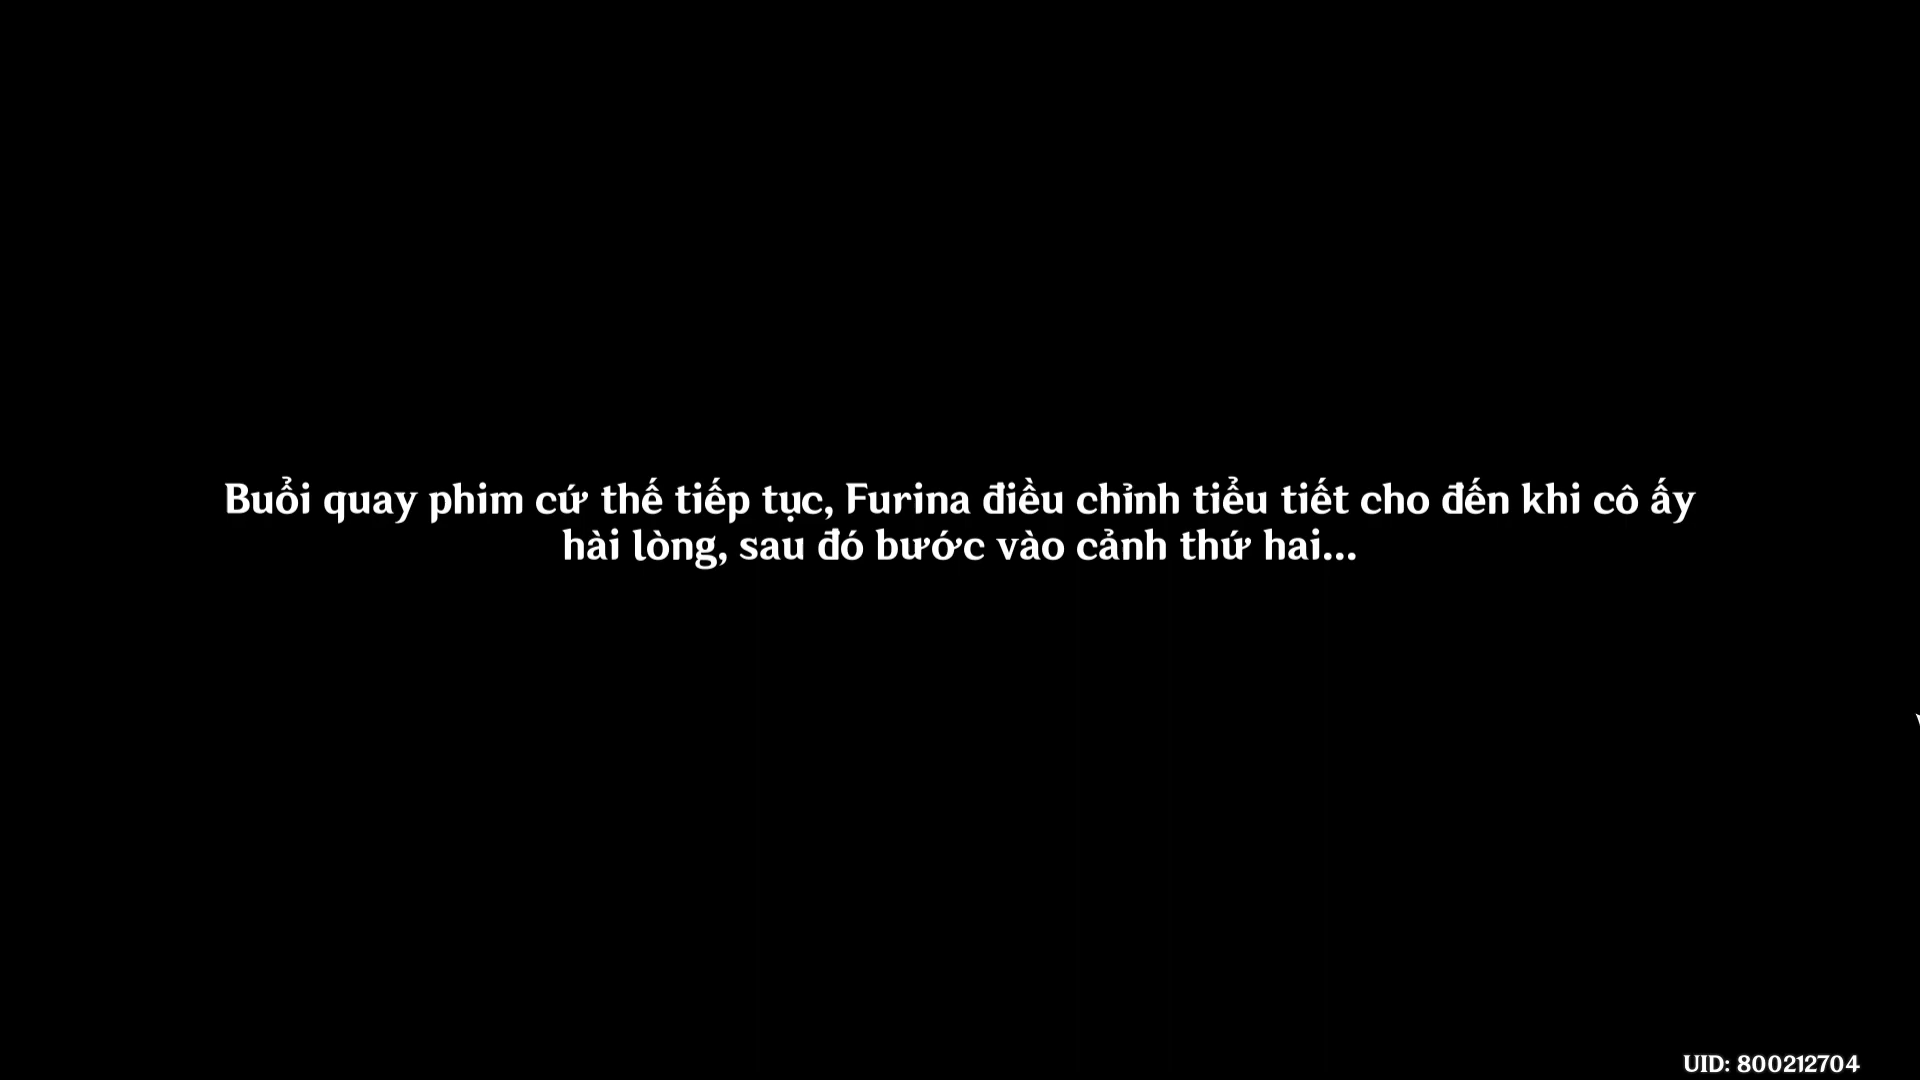 Buổi quay phim cứ thế tiếp tục, Furina điều chỉnh tiểu tiết cho đến khi cô ấy
hài lòng, sau đó bước vào cảnh thứ hai...
UID: 800212704